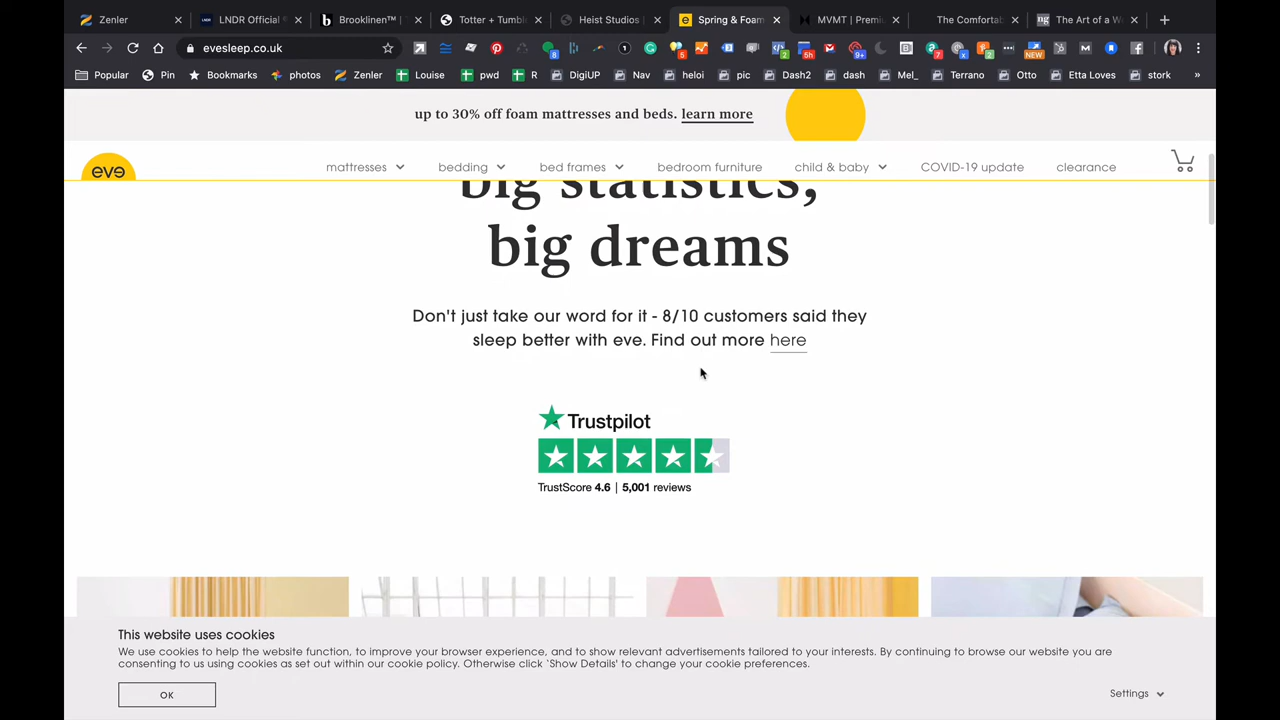 Zenler
LNDR Official
Brooklinen™
Totter + Tumbl
Heist Studios
Spring & Foam
MVMT | Premi
The Comfortab
The Art of a W
evesleep.co.uk
Popular
Pin
Bookmarks
photos
Zenler
Louise
pwd
R
DigiUP
Nav
heloi
pic
Dash2
dash
Mel_
Terrano
Otto
Etta Loves
stork
up to 30% off foam mattresses and beds. learn more
eve
mattresses
bedding
bed frames
bedroom furniture
child & baby
COVID-19 update
clearance
big statistics,
big dreams
Don't just take our word for it - 8/10 customers said they
sleep better with eve. Find out more here
Trustpilot
TrustScore 4.6 | 5,001 reviews
This website uses cookies
We use cookies to help the website function, to improve your browser experience, and to show relevant advertisements tailored to your interests. By continuing to browse our website you are
consenting to us using cookies as set out within our cookie policy. Otherwise click `Show Details' to change your cookie preferences.
OK
Settings